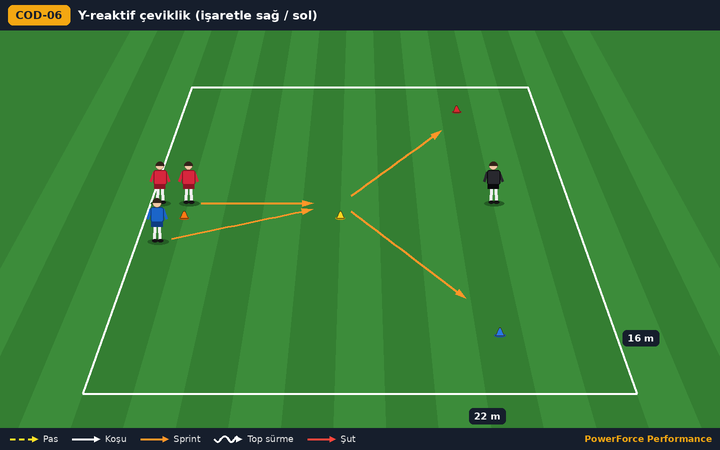 COD-06 Y-reaktif çeviklik (işaretle sağ / sol)
16 m
22 m
Pas Koşu Sprint Top sürme Şut PowerForce Performance